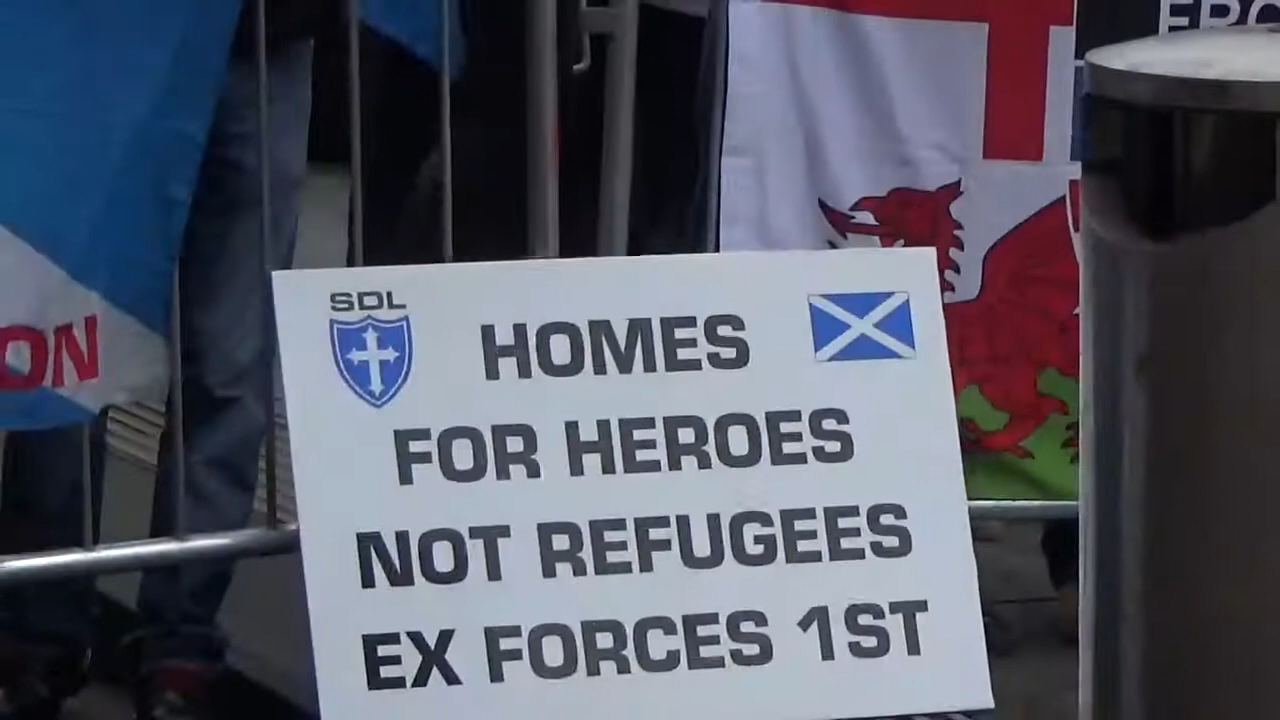 SDL
HOMES
FOR HEROES
NOT REFUGEES
EX FORCES 1ST